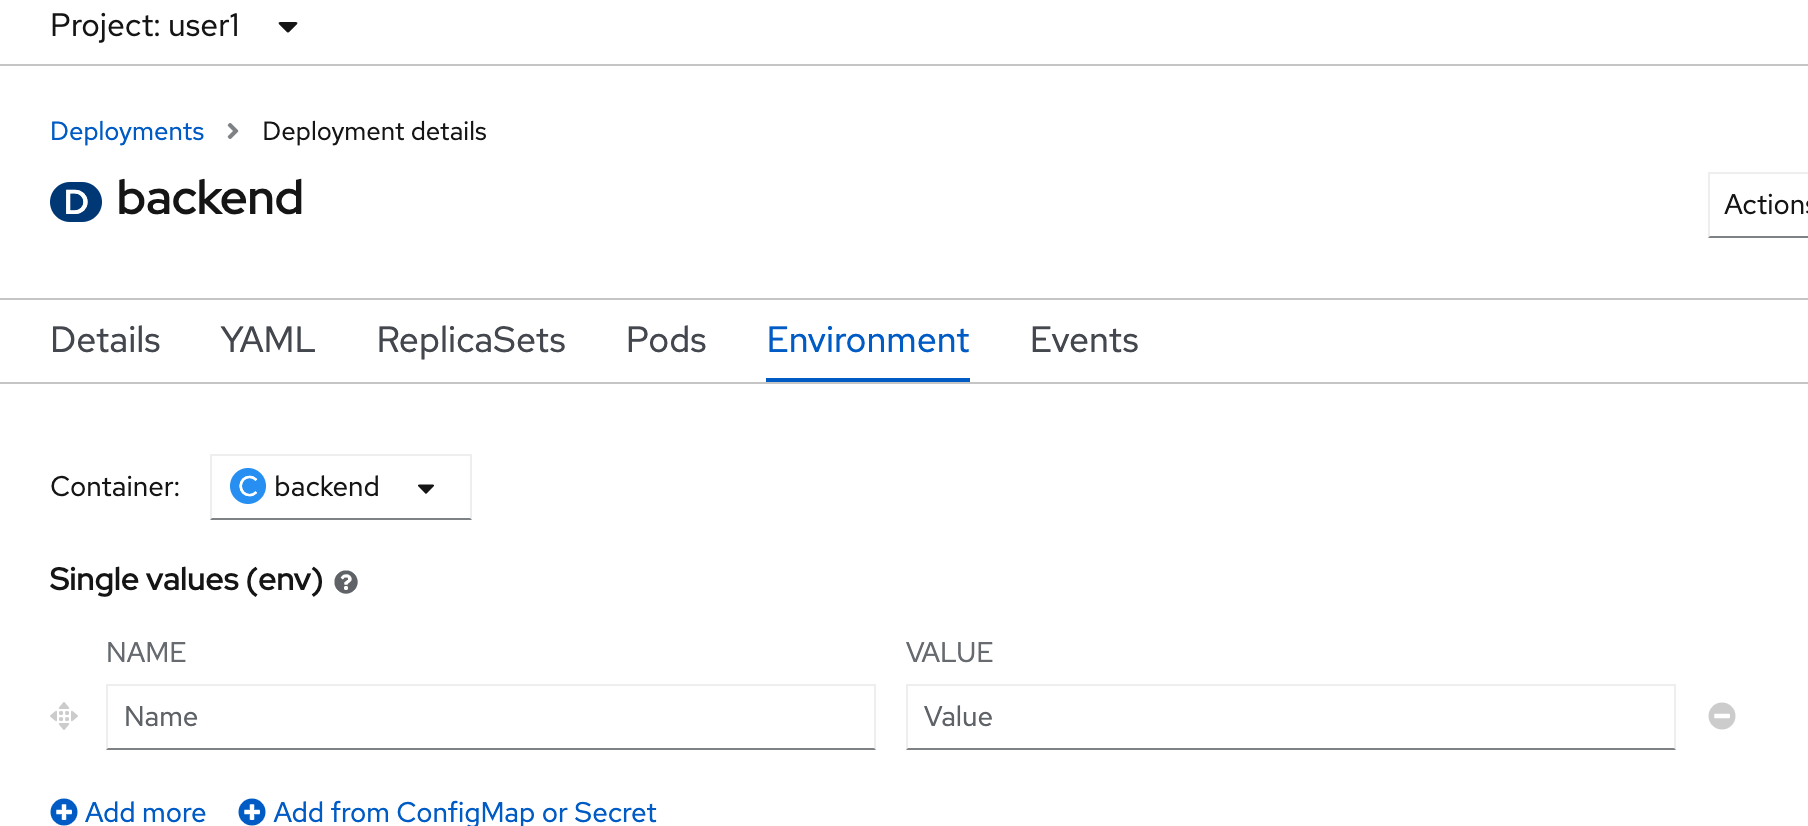 Project: user1
Deployments Deployment details
D backend
Actions
Details YAML ReplicaSets Pods Environment Events
Container: C backend
Single values (env)
NAME VALUE
Name Value
Add more Add from ConfigMap or Secret